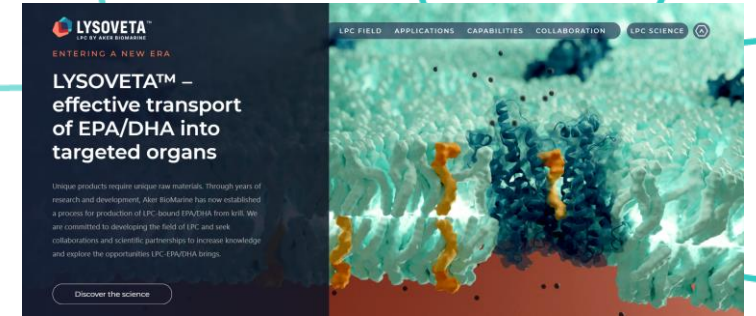 LYSOVETA™
LPC BY AKER BIOMARINE
LPC FIELD APPLICATIONS CAPABILITIES COLLABORATION LPC SCIENCE
ENTERING A NEW ERA
LYSOVETA™ –
effective transport
of EPA/DHA into
targeted organs
Unique products require unique raw materials. Through years of
research and development, Aker BioMarine has now established
a process for production of LPC-bound EPA/DHA from krill. We
are committed to developing the field of LPC and seek
collaborations and scientific partnerships to increase knowledge
and explore the opportunities LPC-EPA/DHA brings.
Discover the science